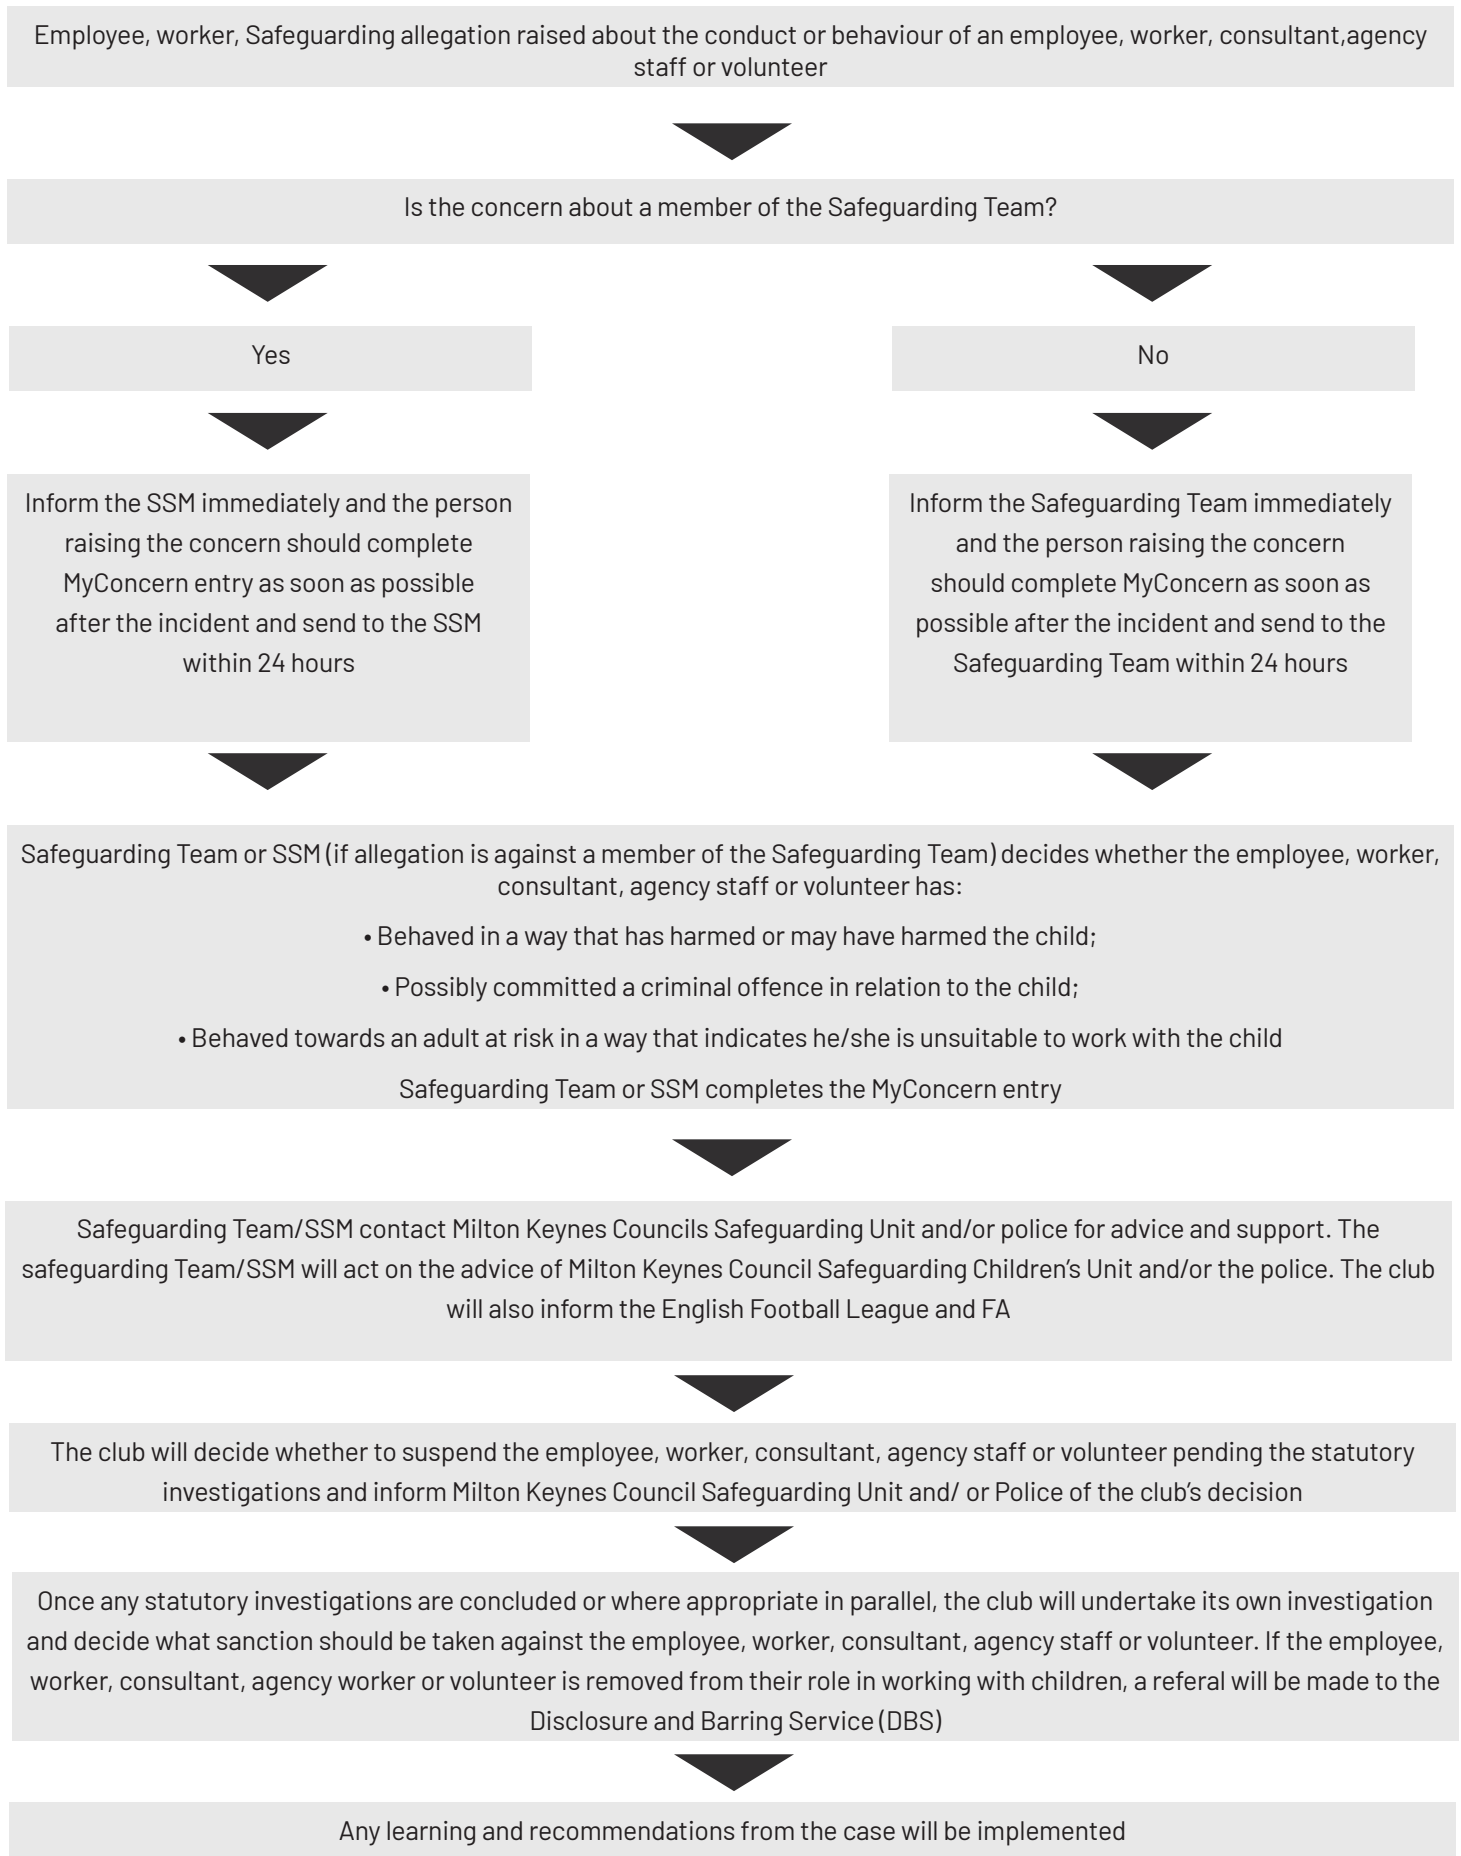 Employee, worker, Safeguarding allegation raised about the conduct or behaviour of an employee, worker, consultant,agency
staff or volunteer
Is the concern about a member of the Safeguarding Team?
Yes
No
Inform the SSM immediately and the person
raising the concern should complete
MyConcern entry as soon as possible
after the incident and send to the SSM
within 24 hours
Inform the Safeguarding Team immediately
and the person raising the concern
should complete MyConcern as soon as
possible after the incident and send to the
Safeguarding Team within 24 hours
Safeguarding Team or SSM (if allegation is against a member of the Safeguarding Team) decides whether the employee, worker,
consultant, agency staff or volunteer has:
• Behaved in a way that has harmed or may have harmed the child;
• Possibly committed a criminal offence in relation to the child;
• Behaved towards an adult at risk in a way that indicates he/she is unsuitable to work with the child
Safeguarding Team or SSM completes the MyConcern entry
Safeguarding Team/SSM contact Milton Keynes Councils Safeguarding Unit and/or police for advice and support. The
safeguarding Team/SSM will act on the advice of Milton Keynes Council Safeguarding Children's Unit and/or the police. The club
will also inform the English Football League and FA
The club will decide whether to suspend the employee, worker, consultant, agency staff or volunteer pending the statutory
investigations and inform Milton Keynes Council Safeguarding Unit and/ or Police of the club's decision
Once any statutory investigations are concluded or where appropriate in parallel, the club will undertake its own investigation
and decide what sanction should be taken against the employee, worker, consultant, agency staff or volunteer. If the employee,
worker, consultant, agency worker or volunteer is removed from their role in working with children, a referal will be made to the
Disclosure and Barring Service (DBS)
Any learning and recommendations from the case will be implemented